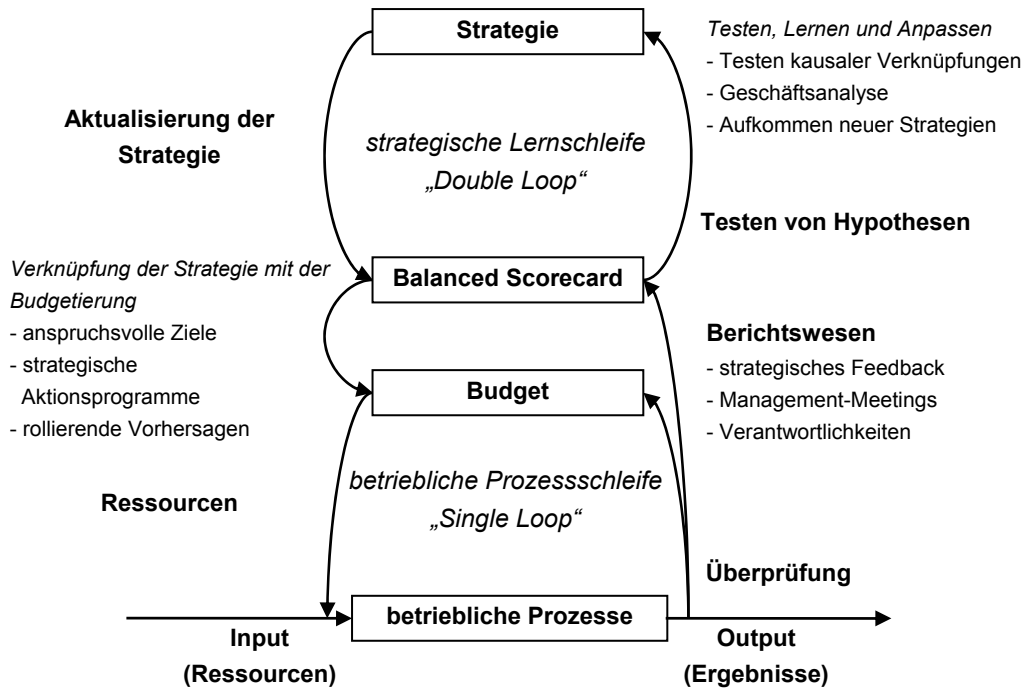 Strategie
Testen, Lernen und Anpassen
- Testen kausaler Verknüpfungen
- Geschäftsanalyse
- Aufkommen neuer Strategien
Aktualisierung der
Strategie
strategische Lernschleife
„Double Loop“
Testen von Hypothesen
Balanced Scorecard
Verknüpfung der Strategie mit der
Budgetierung
- anspruchsvolle Ziele
- strategische
Aktionsprogramme
- rollierende Vorhersagen
Berichtswesen
- strategisches Feedback
- Management-Meetings
- Verantwortlichkeiten
Budget
Ressourcen
betriebliche Prozessschleife
„Single Loop“
Überprüfung
betriebliche Prozesse
Input
(Ressourcen)
Output
(Ergebnisse)